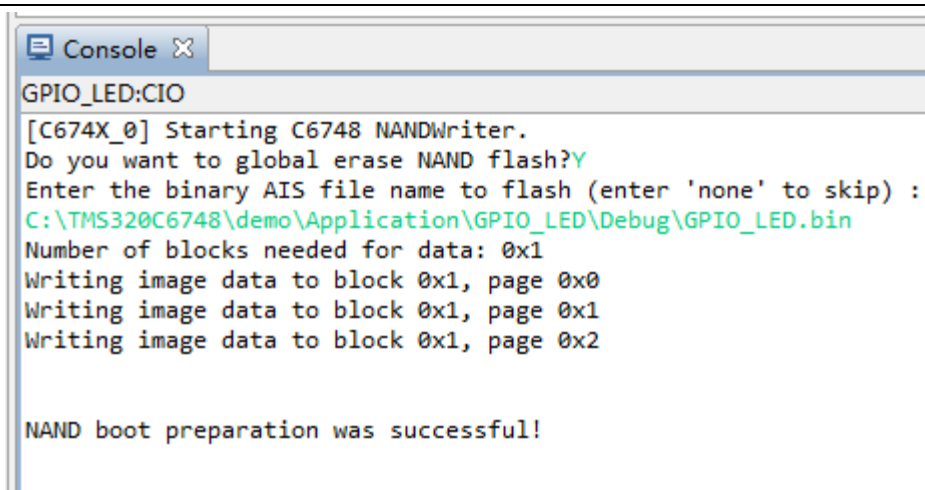 Console
GPIO_LED:CIO
[C674X_0] Starting C6748 NANDWriter.
Do you want to global erase NAND flash?Y
Enter the binary AIS file name to flash (enter 'none' to skip) :
C:\TMS320C6748\demo\Application\GPIO_LED\Debug\GPIO_LED.bin
Number of blocks needed for data: 0x1
Writing image data to block 0x1, page 0x0
Writing image data to block 0x1, page 0x1
Writing image data to block 0x1, page 0x2
NAND boot preparation was successful!